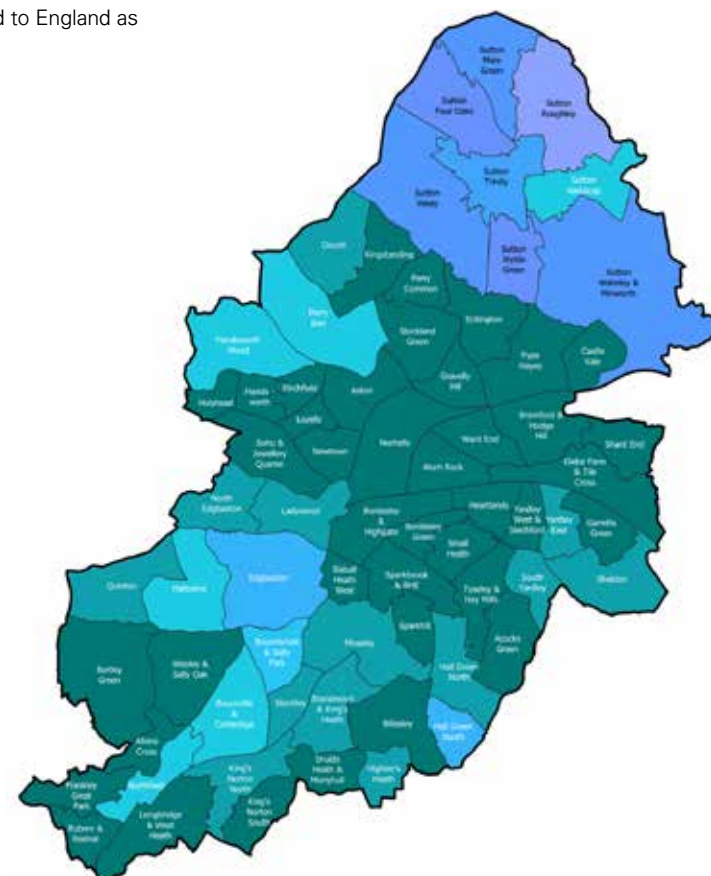 d to England as
Sutton
Mere
Green
Sutton
Four Oaks
Sutton
Roughley
Sutton
Trinity
Sutton
Reddicap
Sutton
Vesey
Sutton
Wylde
Green
Sutton
Walmley &
Minworth
Oscott
Kingstanding
Perry
Common
Perry
Barr
Stockland
Green
Erdington
Pype
Hayes
Castle
Vale
Handsworth
Wood
Gravelly
Hill
Holyhead
Hands
worth
Birchfield
Aston
Lozells
Bromford &
Hodge
Hill
Soho &
Jewellery
Quarter
Newtown
Nechells
Ward End
Shard End
Alum Rock
Glebe Farm
& Tile
Cross
North
Edgbaston
Ladywood
Bordesley
&
Highgate
Bordesley
Green
Heartlands
Yardley
West &
Stechford
Yardley
East
Garretts
Green
Small
Heath
Quinton
Harborne
Edgbaston
Balsall
Heath
West
Sparkbrook
& BHE
Tyseley &
Hay Mills
South
Yardley
Sheldon
Bartley
Green
Weoley &
Selly Oak
Bournbrook
& Selly
Park
Moseley
Sparkhill
Acocks
Green
Hall Green
North
Bournville
&
Cotteridge
Stirchley
Brandwood
& King's
Heath
Billesley
Hall Green
South
Allens
Cross
Frankley
Great
Park
Northfield
King's
Norton
North
Druids
Heath &
Monyhull
Highter's
Heath
Rubery &
Rednal
Longbridge
& West
Heath
King's
Norton
South